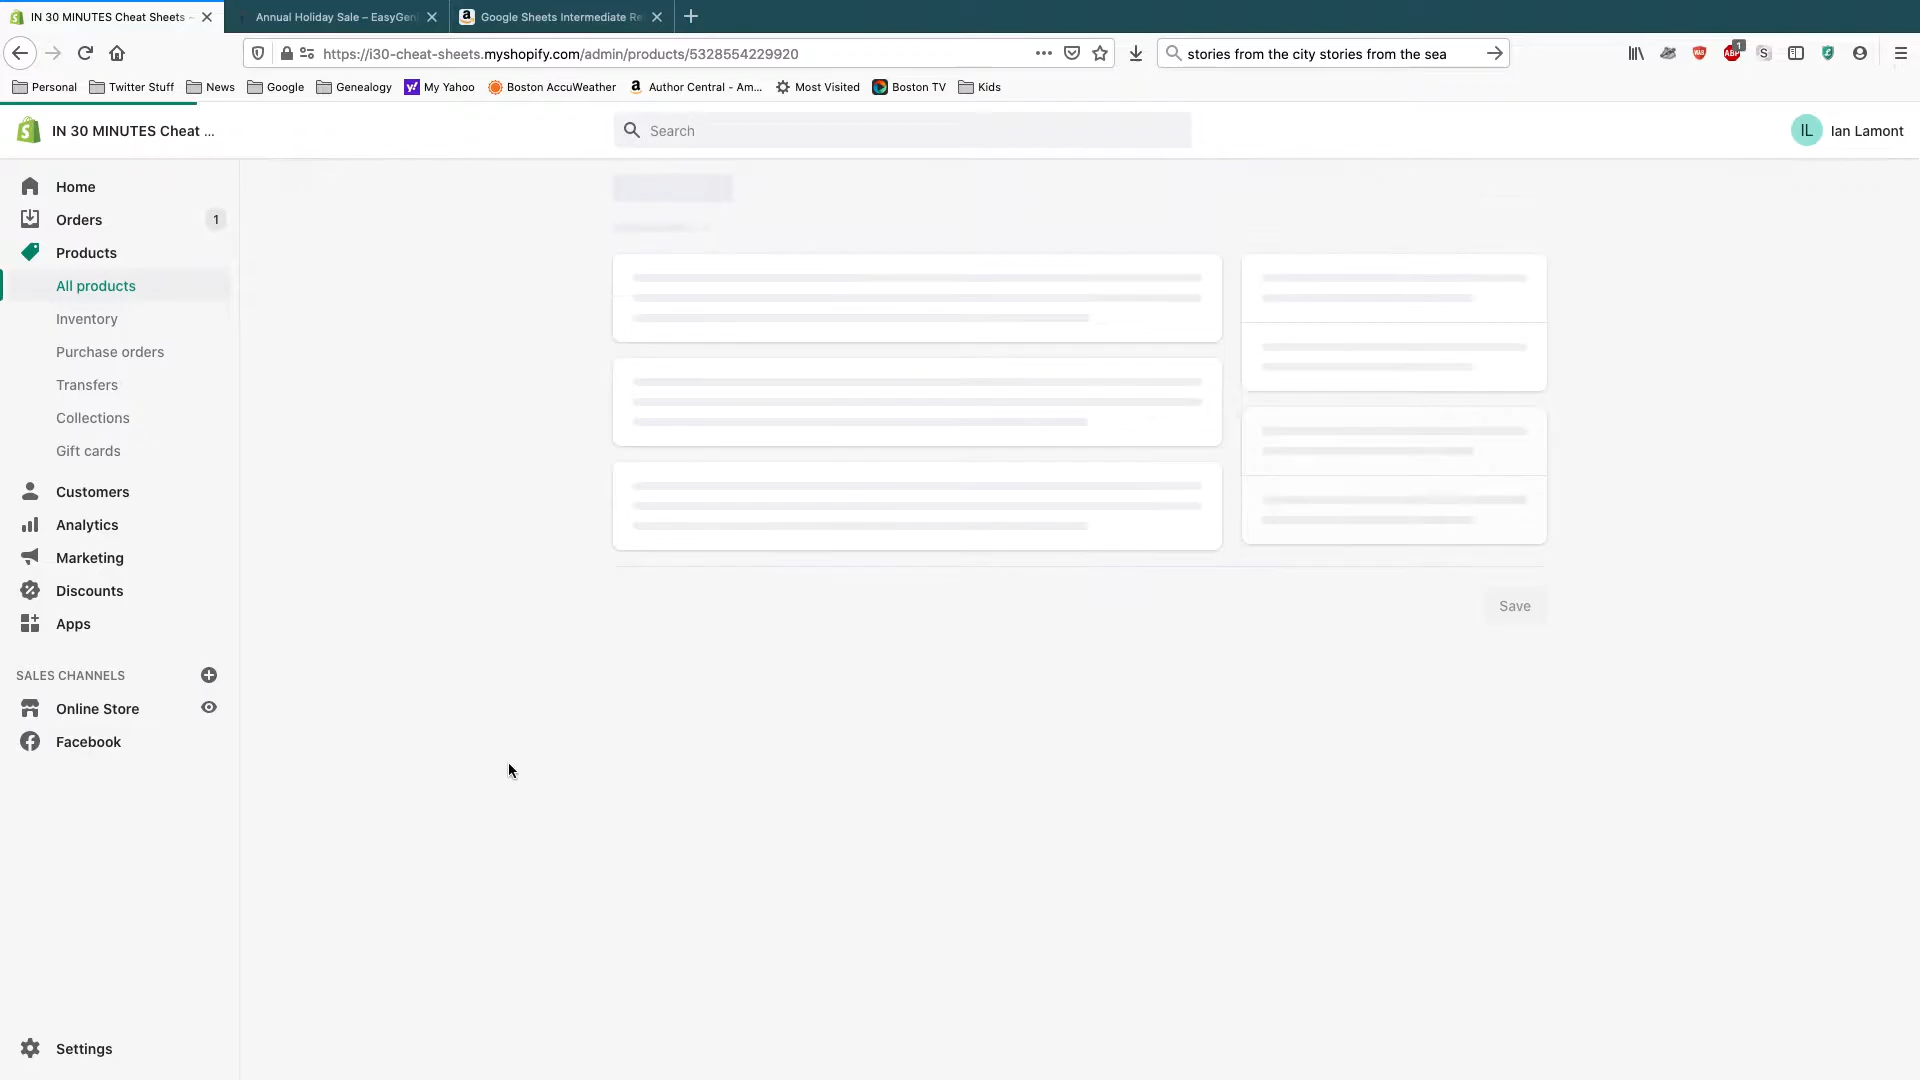 IN 30 MINUTES Cheat Sheets -
Annual Holiday Sale – EasyGen
Google Sheets Intermediate Re
https://i30-cheat-sheets.myshopify.com/admin/products/5328554229920
stories from the city stories from the sea
ABP
1
S
Personal
Twitter Stuff
News
Google
Genealogy
My Yahoo
Boston AccuWeather
Author Central - Am...
Most Visited
Boston TV
Kids
IN 30 MINUTES Cheat ...
Search
IL
Ian Lamont
Home
Orders
1
Products
All products
Inventory
Purchase orders
Transfers
Collections
Gift cards
Customers
Analytics
Marketing
Discounts
Apps
Save
SALES CHANNELS
Online Store
Facebook
Settings